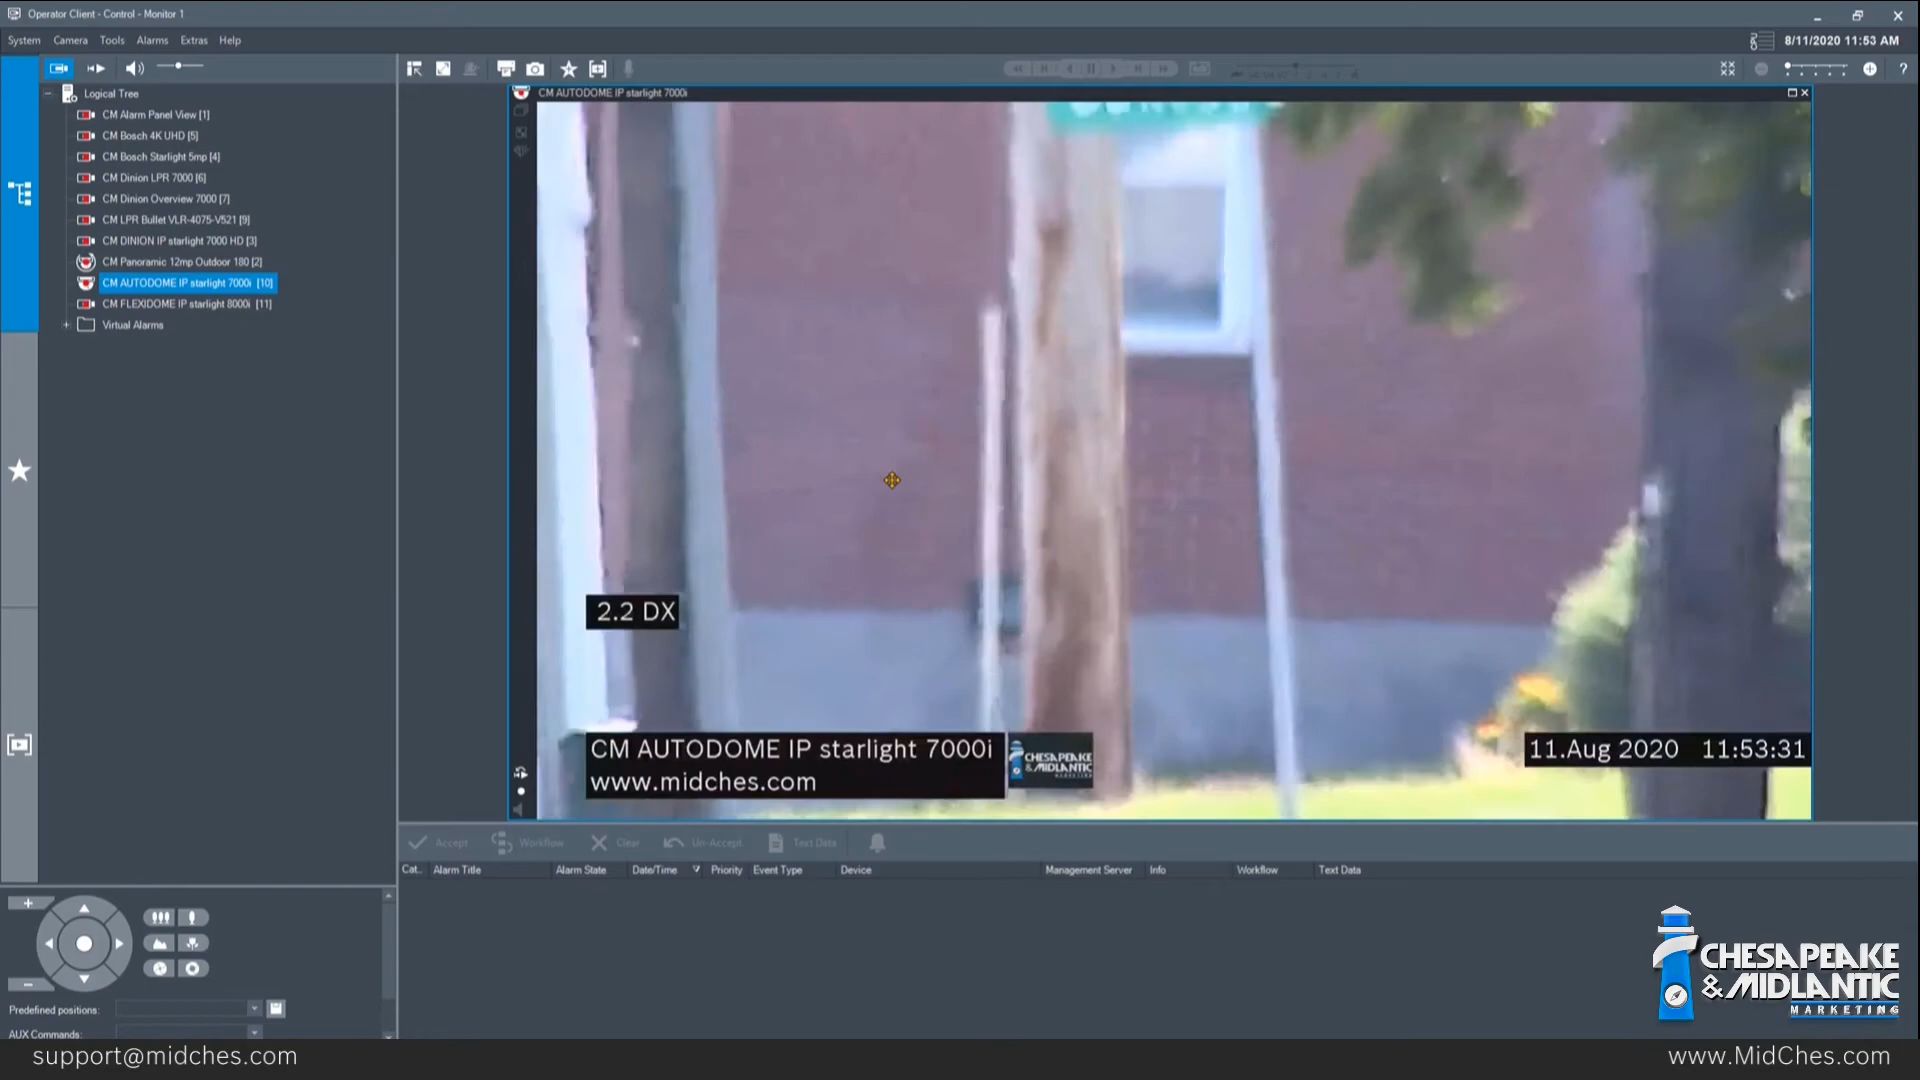 Operator Client - Control - Monitor 1
System Camera Tools Alarms Extras Help
8/11/2020 11:53 AM
Logical Tree
CM Alarm Panel View [1]
CM Bosch 4K UHD [5]
CM Bosch Starlight 5mp [4]
CM Dinion LPR 7000 [6]
CM Dinion Overview 7000 [7]
CM LPR Bullet VLR-4075-V521 [9]
CM DINION IP starlight 7000 HD [3]
CM Panoramic 12mp Outdoor 180 [2]
CM AUTODOME IP starlight 7000i [10]
CM FLEXIDOME IP starlight 8000i [11]
Virtual Alarms
CM AUTODOME IP starlight 7000i
2.2 DX
CM AUTODOME IP starlight 7000i
www.midches.com
CHESAPEAKE
& MIDLANTIC
11.Aug 2020 11:53:31
Accept Workflow Clear Un-Accept Text Data
Cat.. Alarm Title Alarm State Date/Time Priority Event Type Device Management Server Info Workflow Text Data
Predefined positions:
AUX Commands:
CHESAPEAKE
& MIDLANTIC
MARKETING
support@midches.com
www.MidChes.com